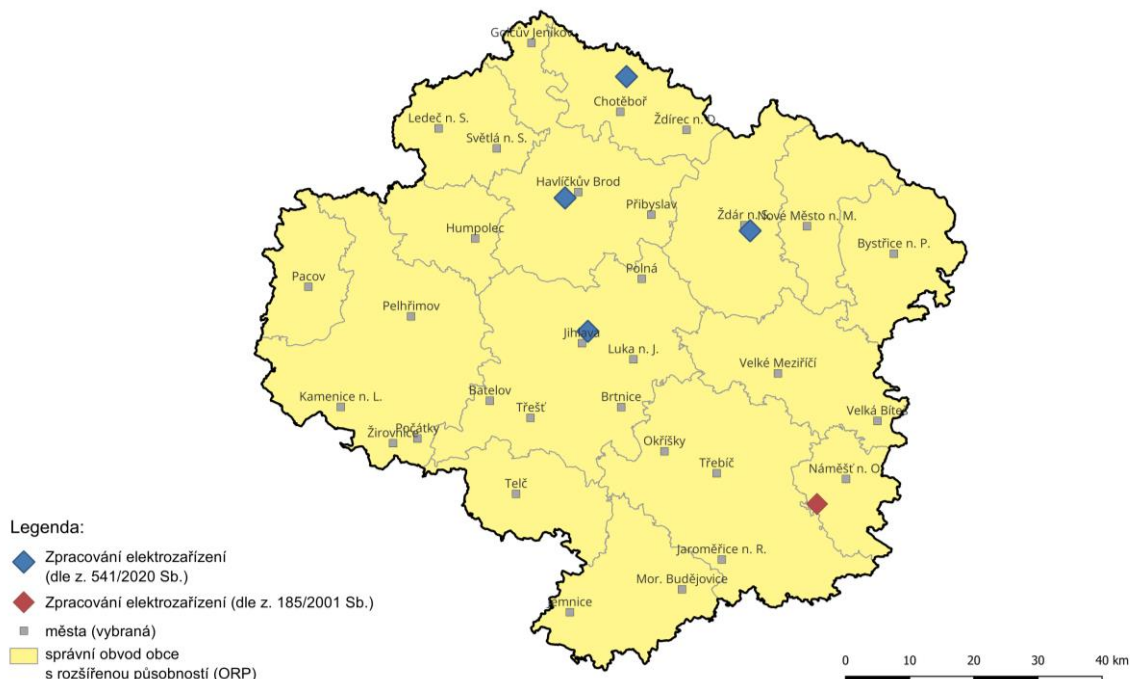 Golčův Jeníkov
Chotěboř
Ledeč n. S.
Ždírec n. D.
Světlá n. S.
Havlíčkův Brod
Přibyslav
Ždár n. S.
Nové Město n. M.
Humpolec
Bystřice n. P.
Polná
Pacov
Pelhřimov
Jihlava
Luka n. J.
Velké Meziříčí
Kamenice n. L.
Batelov
Třešť
Brtnice
Velká Bíteš
Počátky
Žirovnice
Okříšky
Třebíč
Náměšť n. O.
Telč
Jaroměřice n. R.
Mor. Budějovice
Jemnice
Legenda:
Zpracování elektrozařízení
(dle z. 541/2020 Sb.)
Zpracování elektrozařízení (dle z. 185/2001 Sb.)
města (vybraná)
správní obvod obce
s rozšířenou působností (ORP)
0 10 20 30 40 km